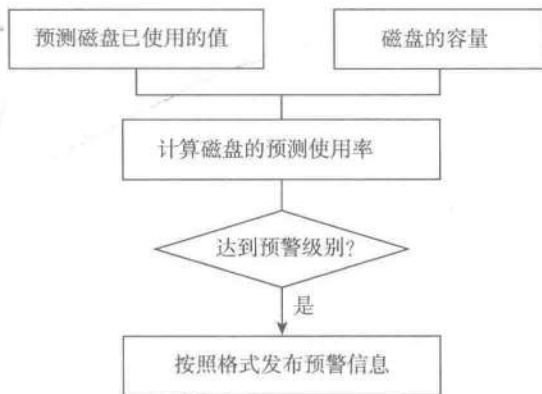 预测磁盘已使用的值
磁盘的容量
计算磁盘的预测使用率
达到预警级别?
是
按照格式发布预警信息